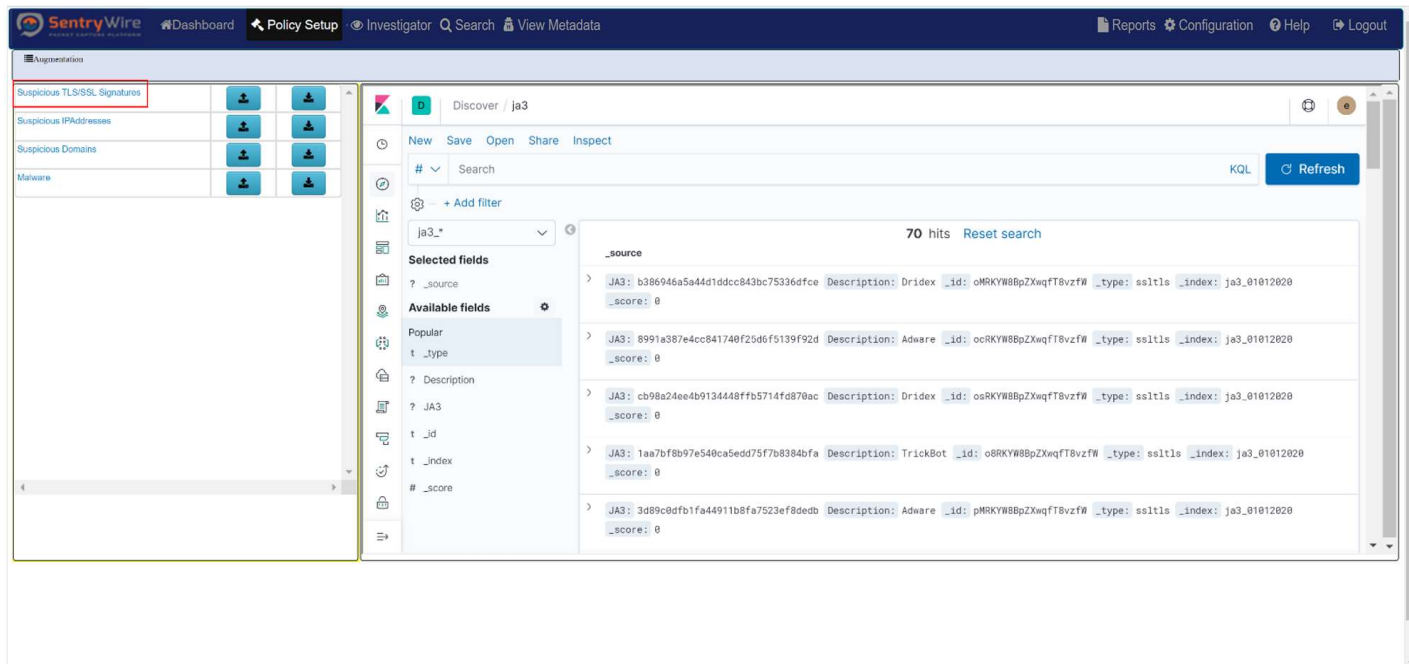 SentryWire
PACKET CAPTURE PLATFORM
Dashboard
Policy Setup
Investigator
Search
View Metadata
Reports
Configuration
Help
Logout
Augmentation
Suspicious TLS/SSL Signatures
Suspicious IPAddresses
Suspicious Domains
Malware
D
Discover / ja3
e
New Save Open Share Inspect
# Search KQL Refresh
+ Add filter
ja3_*
70 hits Reset search
Selected fields
? _source
Available fields
Popular
t _type
? Description
? JA3
t _id
t _index
# _score
_source
JA3: b386946a5a44d1ddcc843bc75336dfce Description: Dridex _id: oMRKYW8BpZXwqfT8vzfW _type: ssltls _index: ja3_01012020
_score: 0
JA3: 8991a387e4cc841740f25d6f5139f92d Description: Adware _id: ocRKYW8BpZXwqfT8vzfW _type: ssltls _index: ja3_01012020
_score: 0
JA3: cb98a24ee4b9134448ffb5714fd870ac Description: Dridex _id: osRKYW8BpZXwqfT8vzfW _type: ssltls _index: ja3_01012020
_score: 0
JA3: 1aa7bf8b97e540ca5edd75f7b8384bfa Description: TrickBot _id: o8RKYW8BpZXwqfT8vzfW _type: ssltls _index: ja3_01012020
_score: 0
JA3: 3d89c0dfb1fa44911b8fa7523ef8dedb Description: Adware _id: pMRKYW8BpZXwqfT8vzfW _type: ssltls _index: ja3_01012020
_score: 0